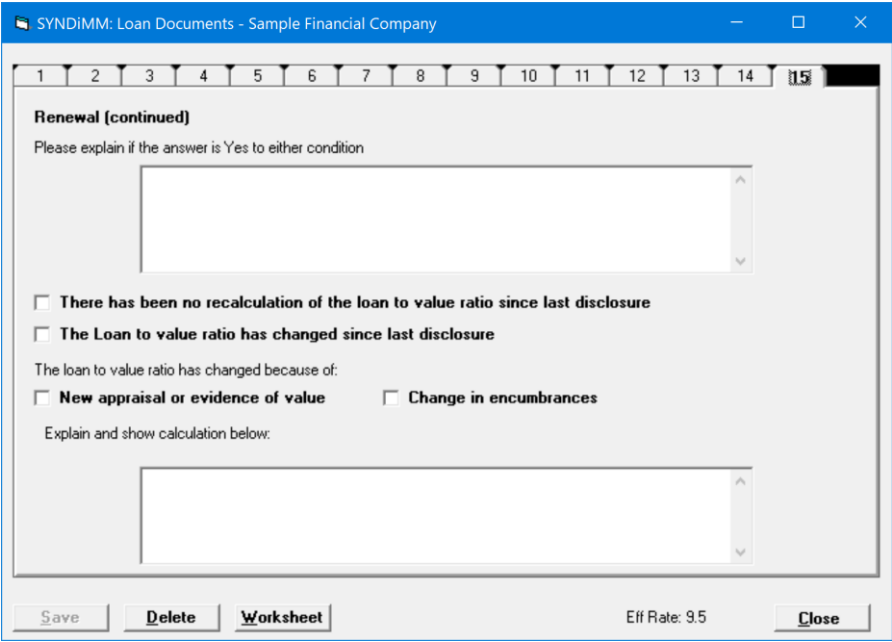 SYNDiMM: Loan Documents - Sample Financial Company
1 2 3 4 5 6 7 8 9 10 11 12 13 14 15
Renewal (continued)
Please explain if the answer is Yes to either condition
There has been no recalculation of the loan to value ratio since last disclosure
The Loan to value ratio has changed since last disclosure
The loan to value ratio has changed because of:
New appraisal or evidence of value Change in encumbrances
Explain and show calculation below:
Save Delete Worksheet Eff Rate: 9.5 Close